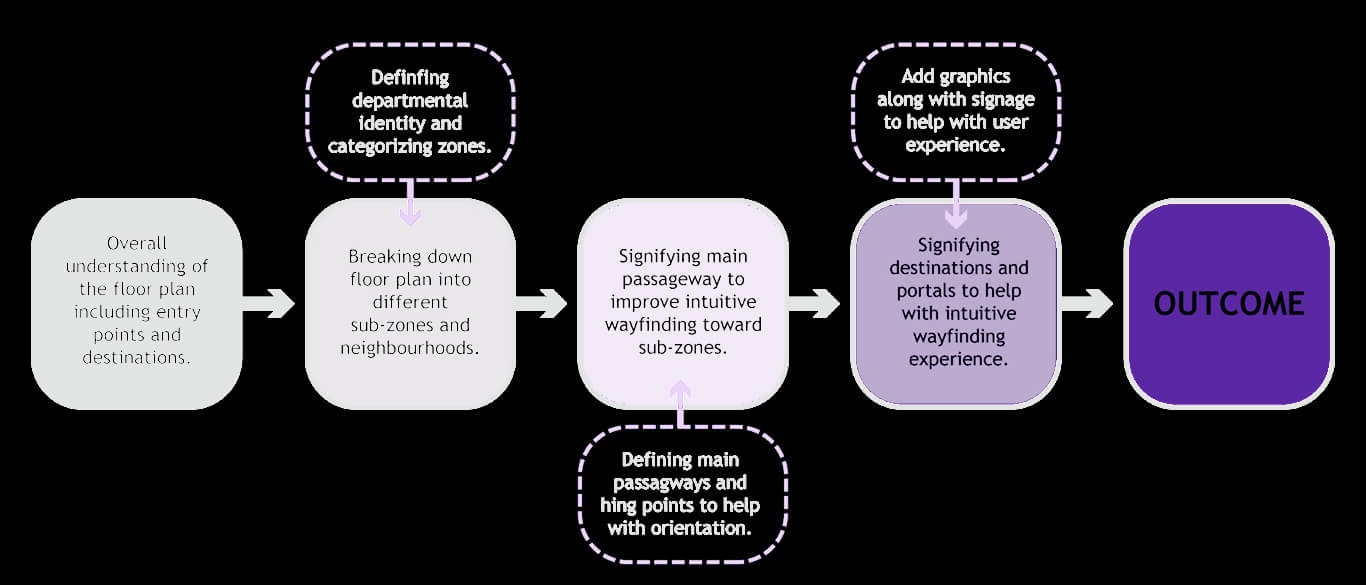 Definfing
departmental
identity and
categorizing zones.
Add graphics
along with signage
to help with user
experience.
Overall
understanding of
the floor plan
including entry
points and
destinations.
Breaking down
floor plan into
different
sub-zones and
neighbourhoods.
Signifying main
passageway to
improve intuitive
wayfinding toward
sub-zones.
Signifying
destinations and
portals to help
with intuitive
wayfinding
experience.
OUTCOME
Defining main
passagways and
hing points to help
with orientation.